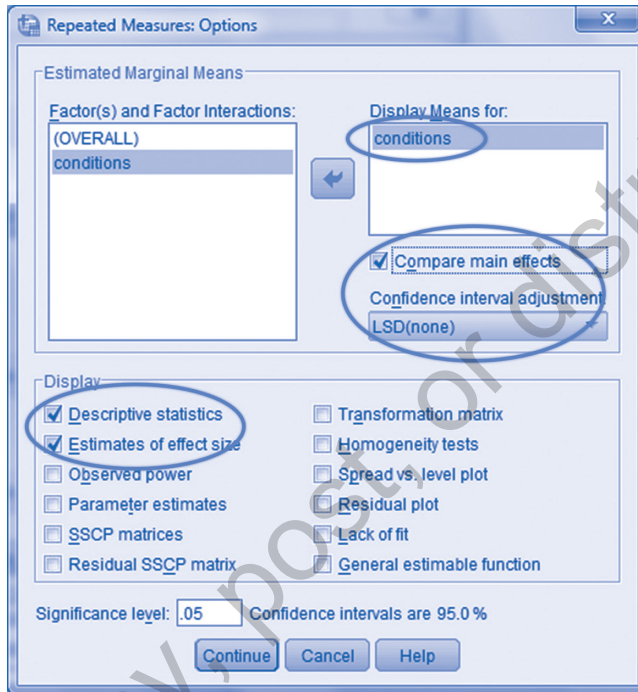 Repeated Measures: Options
Estimated Marginal Means
Factor(s) and Factor Interactions:
(OVERALL)
conditions
Display Means for:
conditions
Compare main effects
Confidence interval adjustment:
LSD(none)
Display
Descriptive statistics
Estimates of effect size
Observed power
Parameter estimates
SSCP matrices
Residual SSCP matrix
Transformation matrix
Homogeneity tests
Spread vs. level plot
Residual plot
Lack of fit
General estimable function
Significance level: .05 Confidence intervals are 95.0 %
Continue Cancel Help
post, or